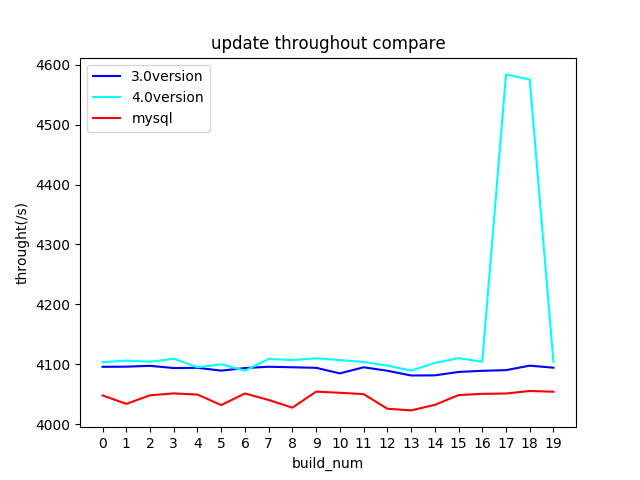 update throughout compare
3.0version
4.0version
mysql
throught(/s)
4600
4500
4400
4300
4200
4100
4000
0 1 2 3 4 5 6 7 8 9 10 11 12 13 14 15 16 17 18 19
build_num